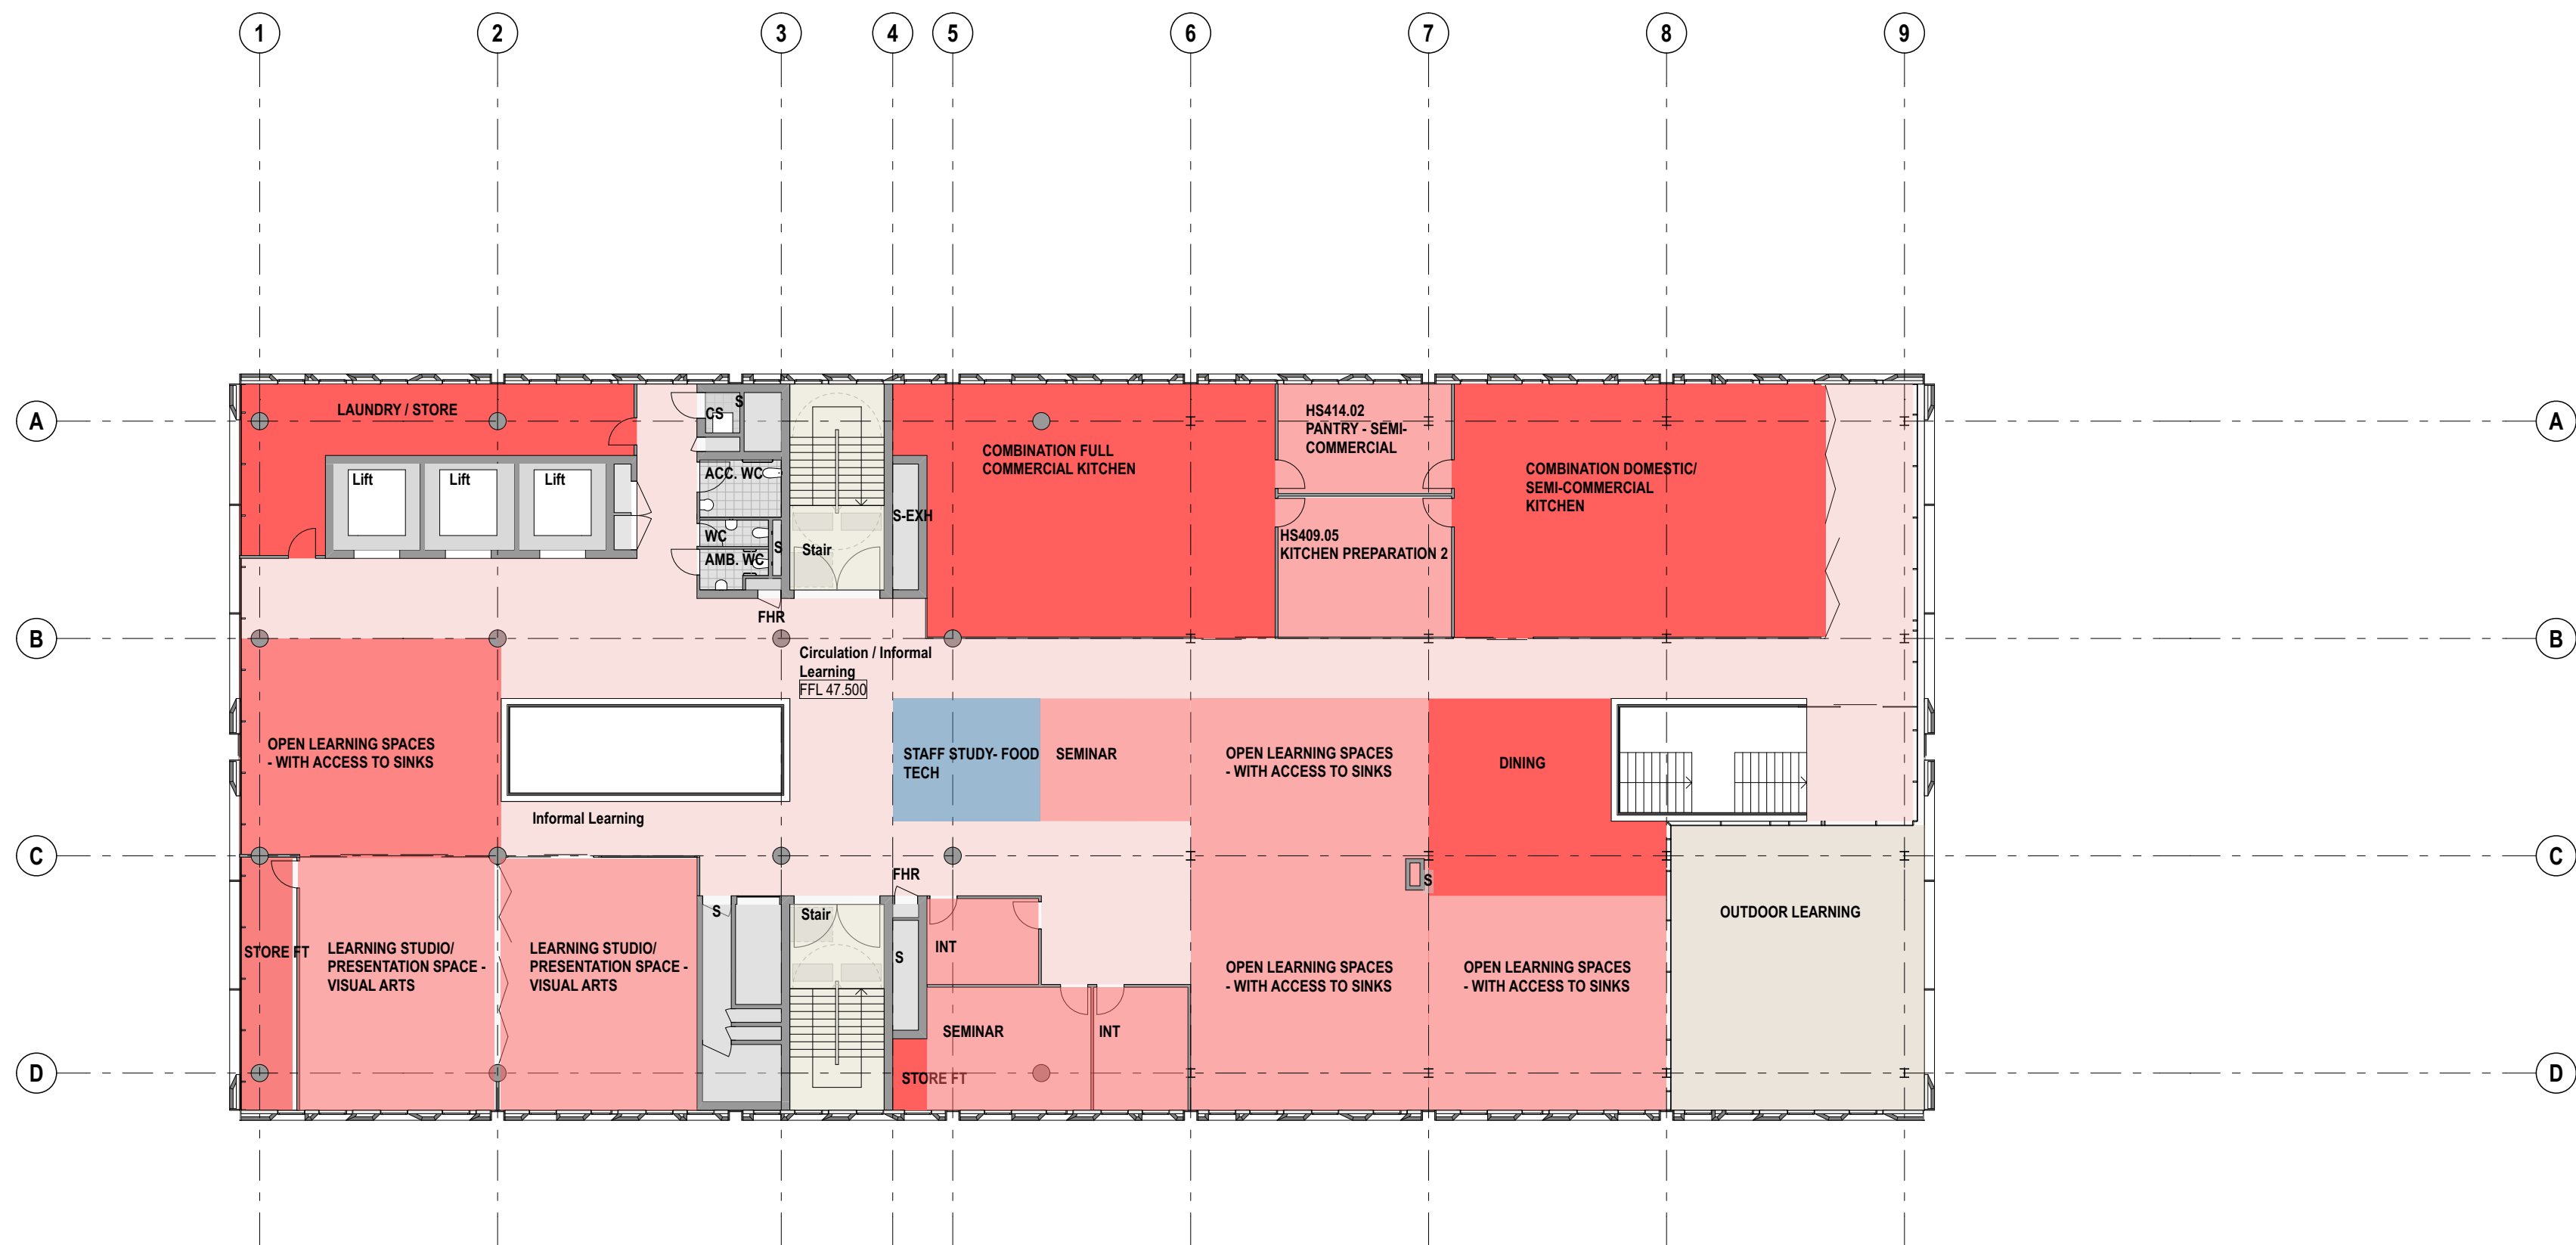 1 2 3 4 5 6 7 8 9
A A
LAUNDRY / STORE
CS
S
Lift
Lift
Lift
ACC. WC
WC
S
AMB. WC
FHR
Stair
S-EXH
COMBINATION FULL
COMMERCIAL KITCHEN
HS414.02
PANTRY - SEMI-
COMMERCIAL
HS409.05
KITCHEN PREPARATION 2
COMBINATION DOMESTIC/
SEMI-COMMERCIAL
KITCHEN
B B
Circulation / Informal
Learning
FFL 47.500
OPEN LEARNING SPACES
- WITH ACCESS TO SINKS
Informal Learning
STAFF STUDY- FOOD
TECH
SEMINAR
OPEN LEARNING SPACES
- WITH ACCESS TO SINKS
DINING
C C
FHR
S
STORE FT
LEARNING STUDIO/
PRESENTATION SPACE -
VISUAL ARTS
LEARNING STUDIO/
PRESENTATION SPACE -
VISUAL ARTS
S
Stair
S
INT
SEMINAR
INT
STORE FT
OPEN LEARNING SPACES
- WITH ACCESS TO SINKS
OPEN LEARNING SPACES
- WITH ACCESS TO SINKS
OUTDOOR LEARNING
D D